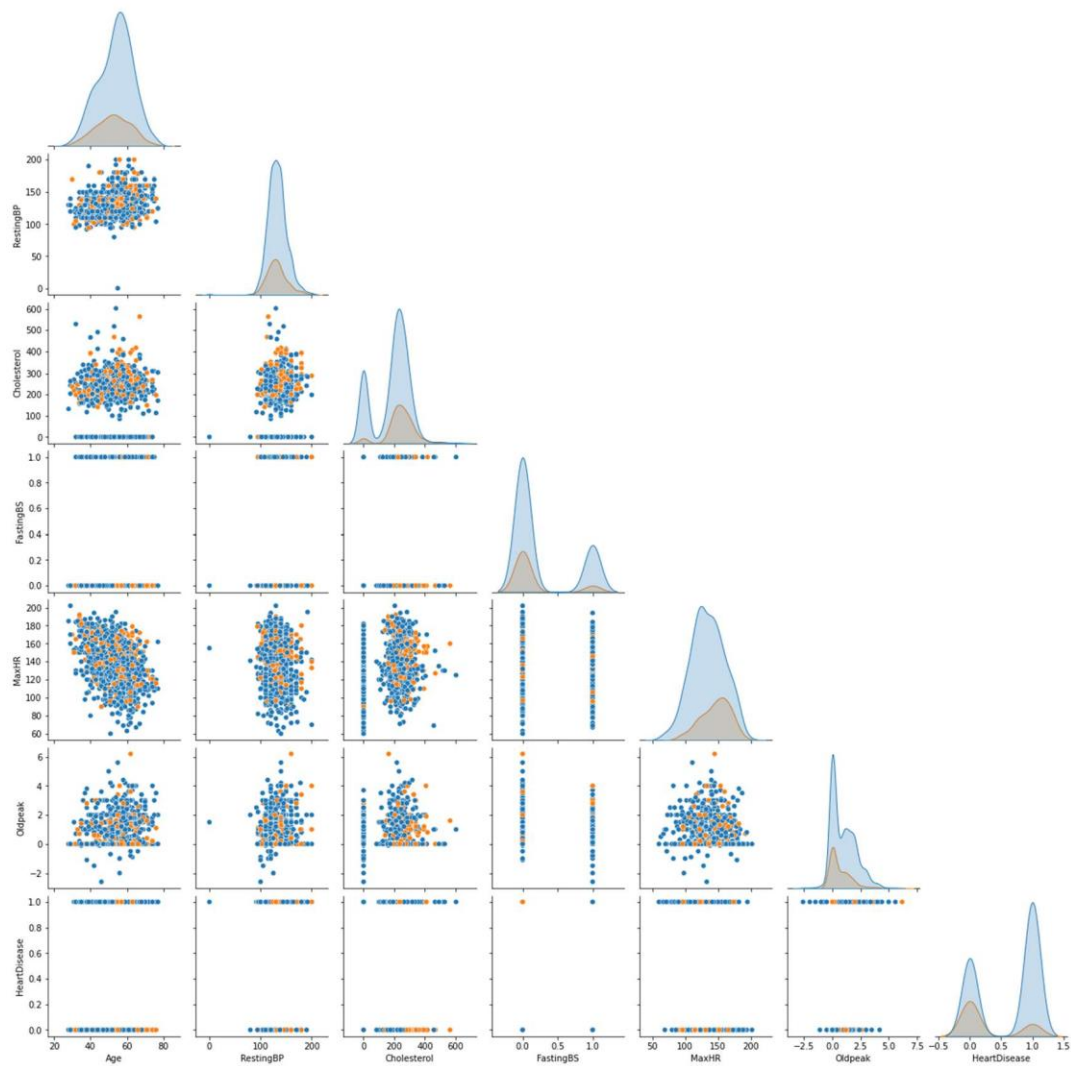 200
150
100
50
0
RestingBP
600
500
400
300
200
100
0
Cholesterol
1.0
0.8
0.6
0.4
0.2
0.0
FastingBS
200
180
160
140
120
100
80
60
MaxHR
6
4
2
0
−2
Oldpeak
1.0
0.8
0.6
0.4
0.2
0.0
HeartDisease
20 40 60 80
Age
0 100 200
RestingBP
0 200 400 600
Cholesterol
0.0 0.5 1.0
FastingBS
50 100 150 200
MaxHR
−2.5 0.0 2.5 5.0 7.5
Oldpeak
−0.5 0.0 0.5 1.0 1.5
HeartDisease